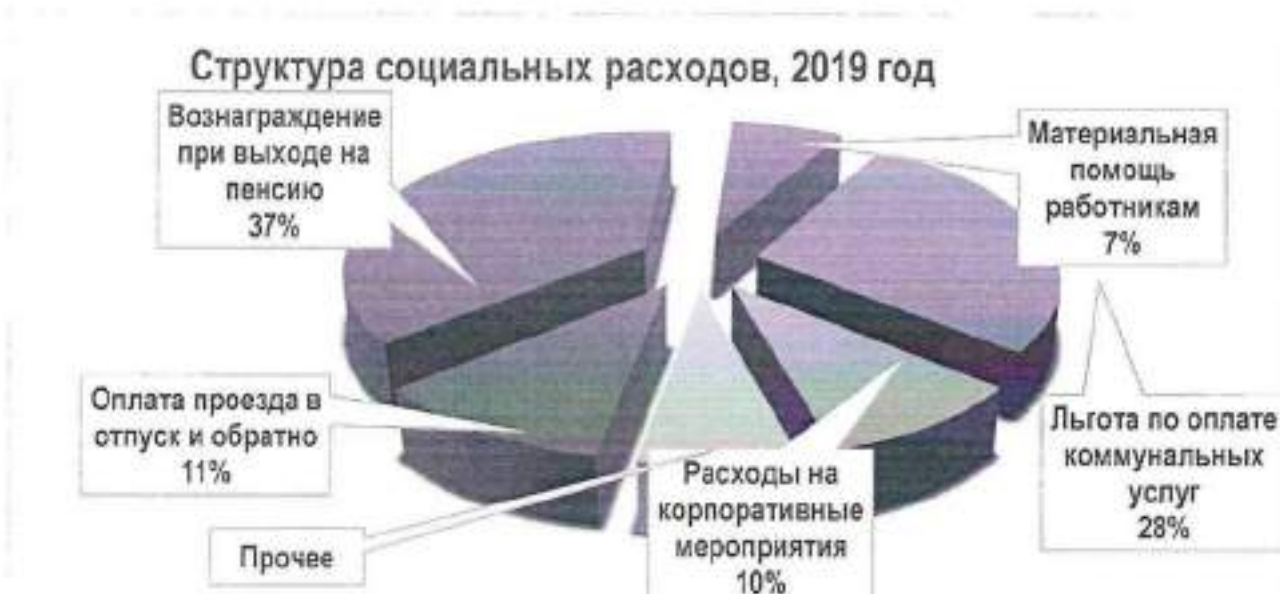 Структура социальных расходов, 2019 год
Вознаграждение
при выходе на
пенсию
37%
Материальная
помощь
работникам
7%
Оплата проезда в
отпуск и обратно
11%
Льгота по оплате
коммунальных
услуг
28%
Расходы на
корпоративные
мероприятия
10%
Прочее